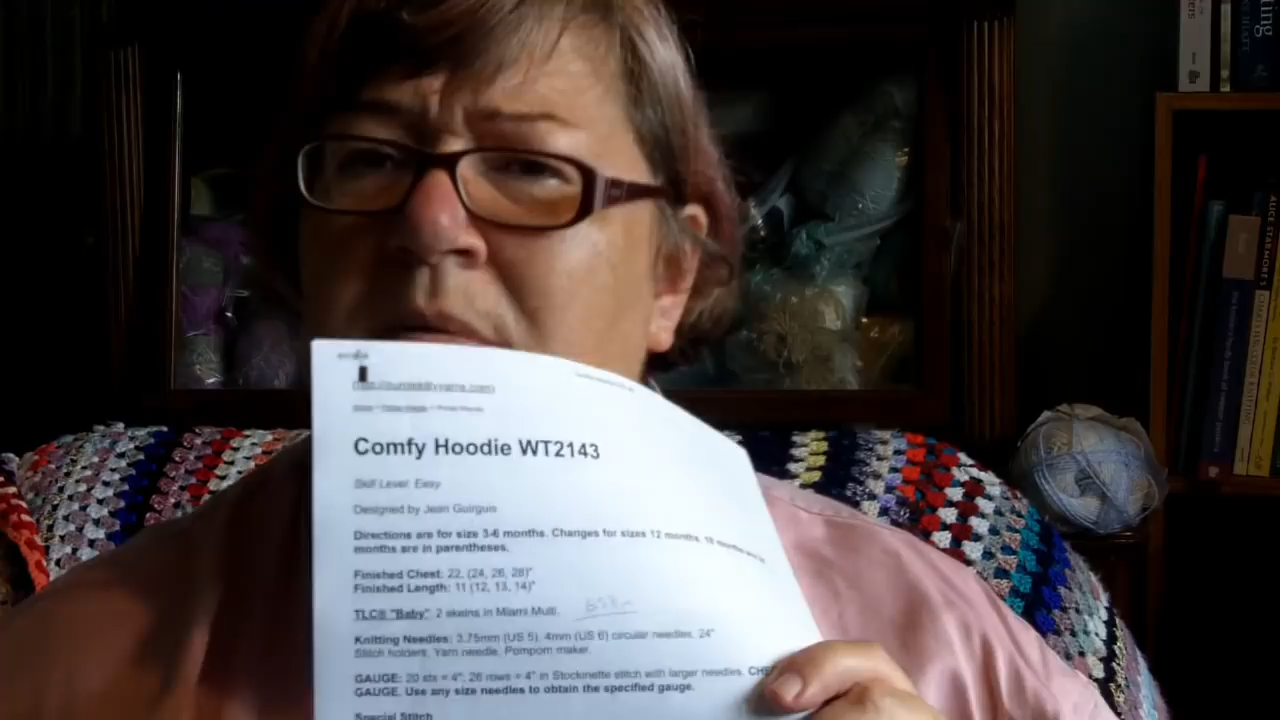 Comfy Hoodie WT2143
Skill Level: Easy
Designed by Jean Guirguis
Directions are for size 3-6 months. Changes for sizes 12 months, 18 months
months are in parentheses.
Finished Chest: 22, (24, 26, 28)"
Finished Length: 11 (12, 13, 14)"
TLC® "Baby": 2 skeins in Miami Multi.
Knitting Needles: 3.75mm (US 5), 4mm (US 6) circular needles, 24"
Stitch holders, Yarn needle, Pompom maker.
GAUGE: 20 sts = 4", 26 rows = 4" in Stockinette stitch with larger needles. CHE
GAUGE. Use any size needles to obtain the specified gauge.
Special Stitch
ALICE STARMORE'S